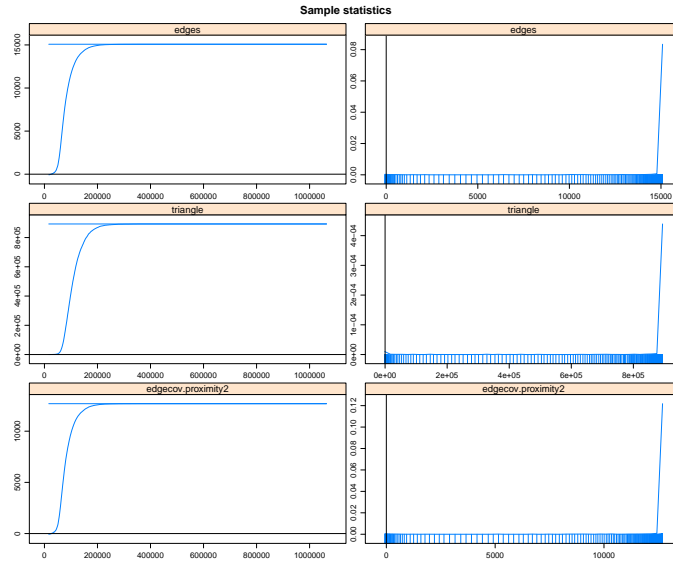 Sample statistics
edges
0 5000 10000 15000
0 200000 400000 600000 800000 1000000
edges
0.00 0.02 0.04 0.06 0.08
0 5000 10000 15000
triangle
0e+00 2e+05 4e+05 6e+05 8e+05
0 200000 400000 600000 800000 1000000
triangle
0e+00 1e-04 2e-04 3e-04 4e-04
0e+00 2e+05 4e+05 6e+05 8e+05
edgecov.proximity2
0 5000 10000
0 200000 400000 600000 800000 1000000
edgecov.proximity2
0.00 0.02 0.04 0.06 0.08 0.10 0.12
0 5000 10000